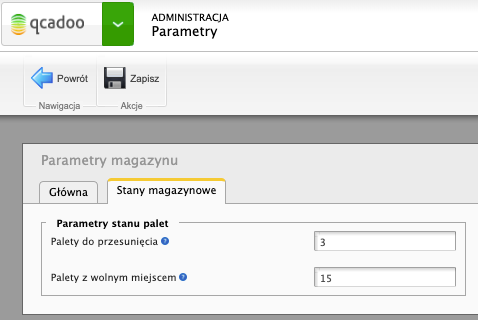 qcadoo
ADMINISTRACJA
Parametry
Powrót
Zapisz
Nawigacja
Akcje
Parametry magazynu
Główna
Stany magazynowe
Parametry stanu palet
Palety do przesunięcia ?
3
Palety z wolnym miejscem ?
15